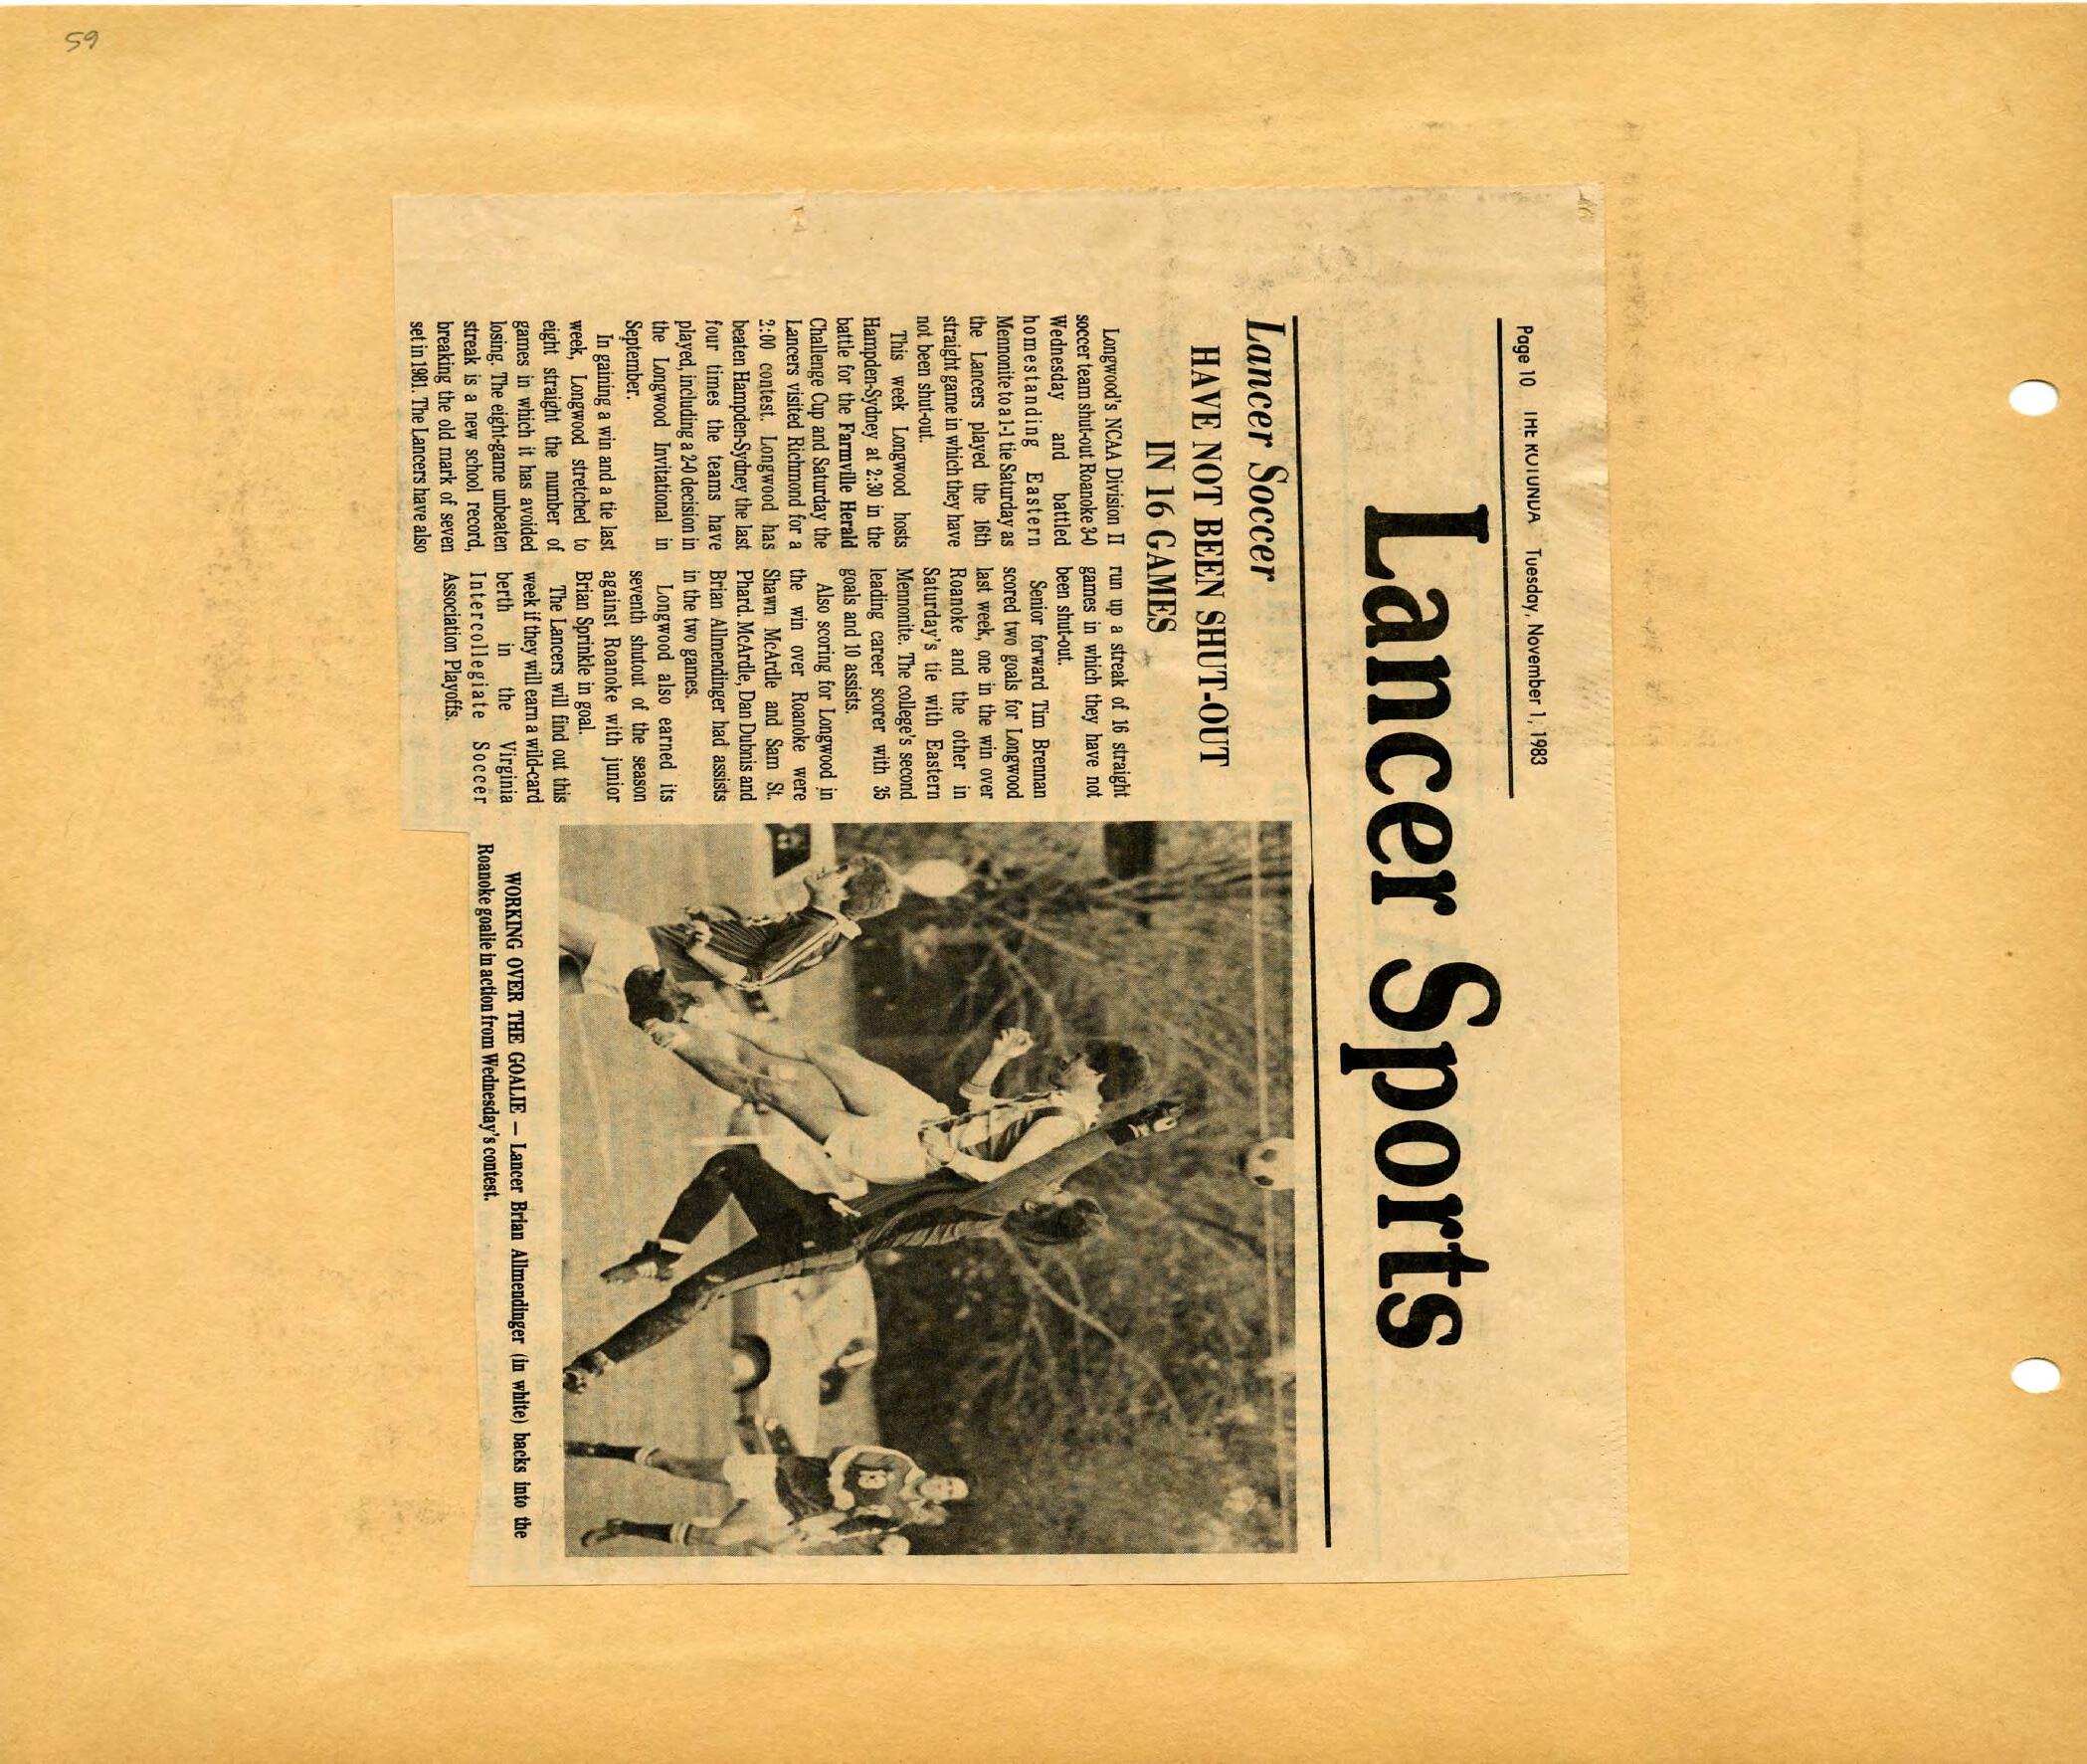 59
Page 10 THE ROTUNDA Tuesday, November 1, 1983
Lancer Sports
Lancer Soccer
HAVE NOT BEEN SHUT-OUT
IN 16 GAMES
Longwood's NCAA Division II
soccer team shut-out Roanoke 3-0
Wednesday and battled
homestanding Eastern
Mennonite to a 1-1 tie Saturday as
the Lancers played the 16th
straight game in which they have
not been shut-out.
This week Longwood hosts
Hampden-Sydney at 2:30 in the
battle for the Farmville Herald
Challenge Cup and Saturday the
Lancers visited Richmond for a
2:00 contest. Longwood has
beaten Hampden-Sydney the last
four times the teams have
played, including a 2-0 decision in
the Longwood Invitational in
September.
In gaining a win and a tie last
week, Longwood stretched to
eight straight the number of
games in which it has avoided
losing. The eight-game unbeaten
streak is a new school record,
breaking the old mark of seven
set in 1981. The Lancers have also
run up a streak of 16 straight
games in which they have not
been shut-out.
Senior forward Tim Brennan
scored two goals for Longwood
last week, one in the win over
Roanoke and the other in
Saturday's tie with Eastern
Mennonite. The college's second
leading career scorer with 35
goals and 10 assists.
Also scoring for Longwood in
the win over Roanoke were
Shawn McArdle and Sam St.
Phard. McArdle, Dan Dubnis and
Brian Allmendinger had assists
in the two games.
Longwood also earned its
seventh shutout of the season
against Roanoke with junior
Brian Sprinkle in goal.
The Lancers will find out this
week if they will earn a wild-card
berth in the Virginia
Intercollegiate Soccer
Association Playoffs.
WORKING OVER THE GOALIE — Lancer Brian Allmendinger (in white) backs into the
Roanoke goalie in action from Wednesday's contest.